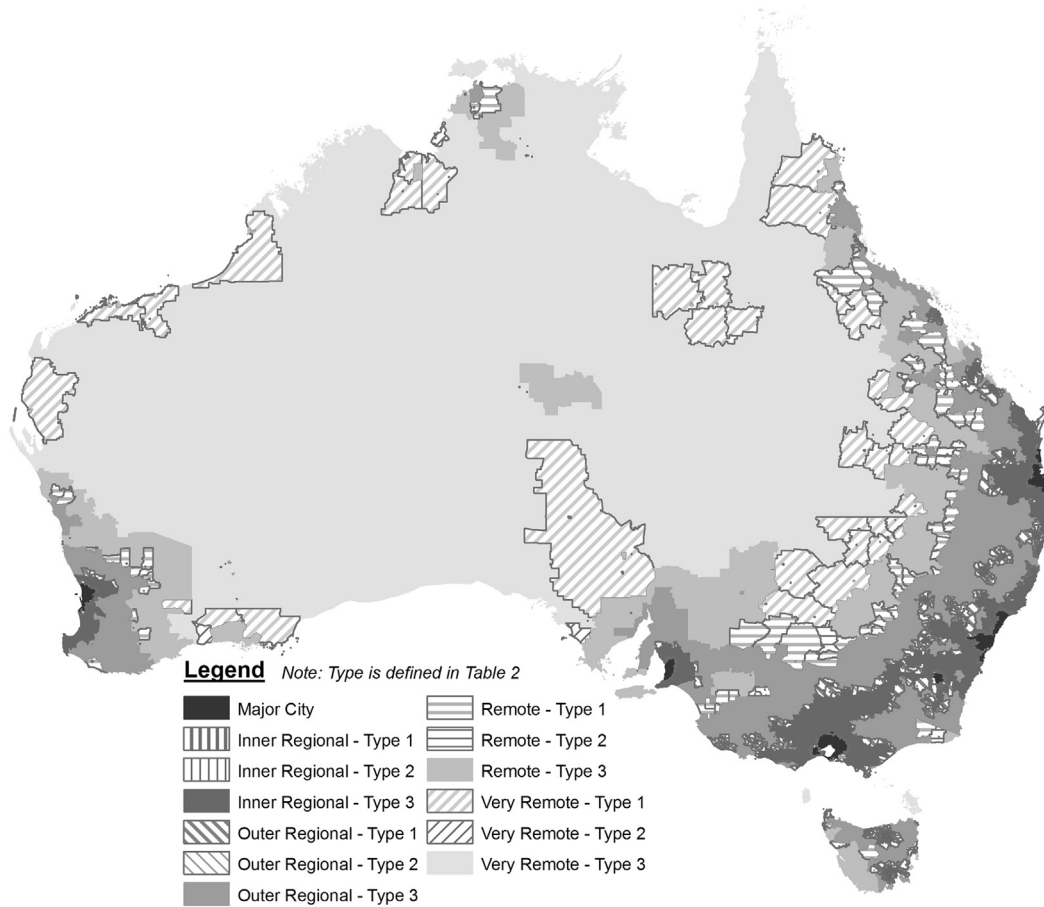 Legend Note: Type is defined in Table 2
Major City
Inner Regional - Type 1
Inner Regional - Type 2
Inner Regional - Type 3
Outer Regional - Type 1
Outer Regional - Type 2
Outer Regional - Type 3
Remote - Type 1
Remote - Type 2
Remote - Type 3
Very Remote - Type 1
Very Remote - Type 2
Very Remote - Type 3